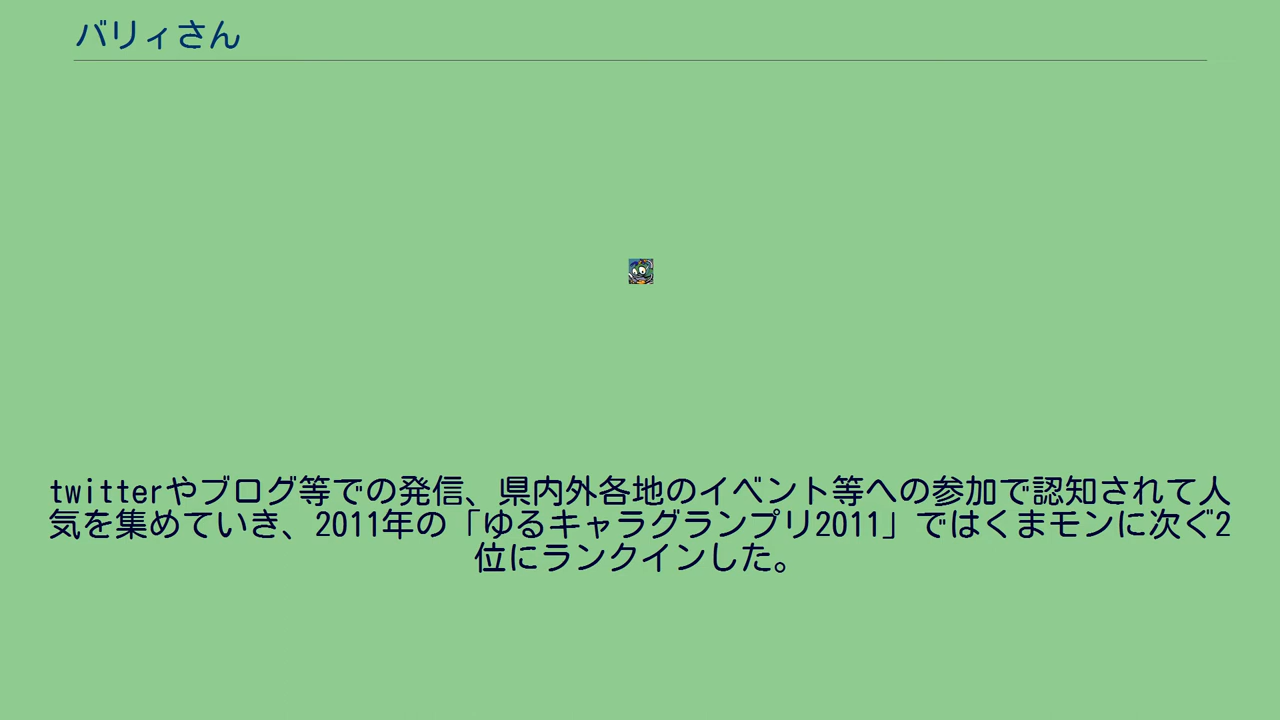 バリィさん
twitterやブログ等での発信、県内外各地のイベント等への参加で認知されて人
気を集めていき、2011年の「ゆるキャラグランプリ2011」ではくまモンに次ぐ2
位にランクインした。